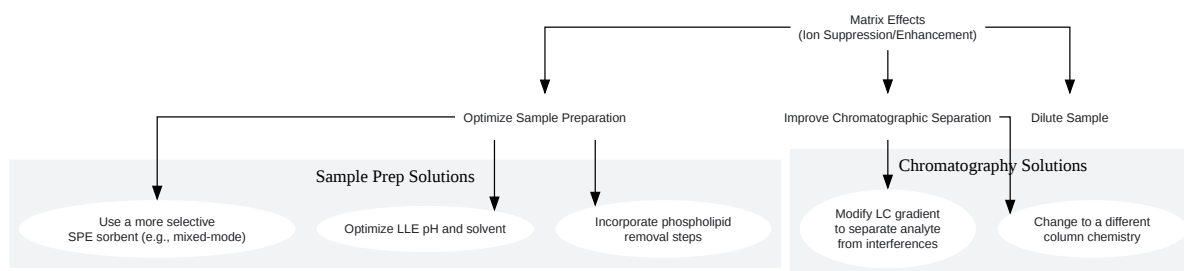 Matrix Effects
(Ion Suppression/Enhancement)
Optimize Sample Preparation
Improve Chromatographic Separation
Dilute Sample
Sample Prep Solutions
Chromatography Solutions
Use a more selective
SPE sorbent (e.g., mixed-mode)
Optimize LLE pH and solvent
Incorporate phospholipid
removal steps
Modify LC gradient
to separate analyte
from interferences
Change to a different
column chemistry